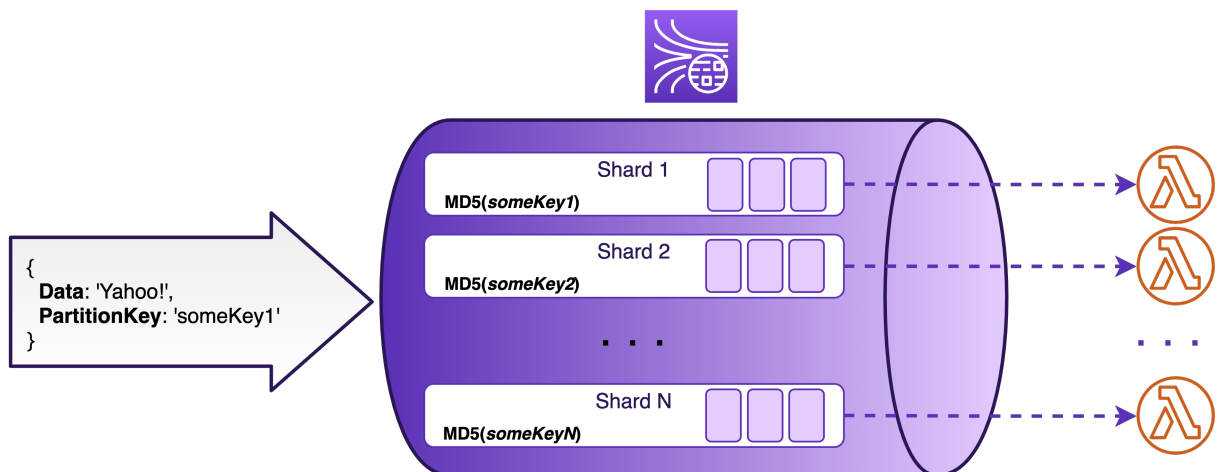 {
Data: 'Yahoo!',
PartitionKey: 'someKey1'
}
Shard 1
MD5(someKey1)
Shard 2
MD5(someKey2)
. . .
. . .
Shard N
MD5(someKeyN)